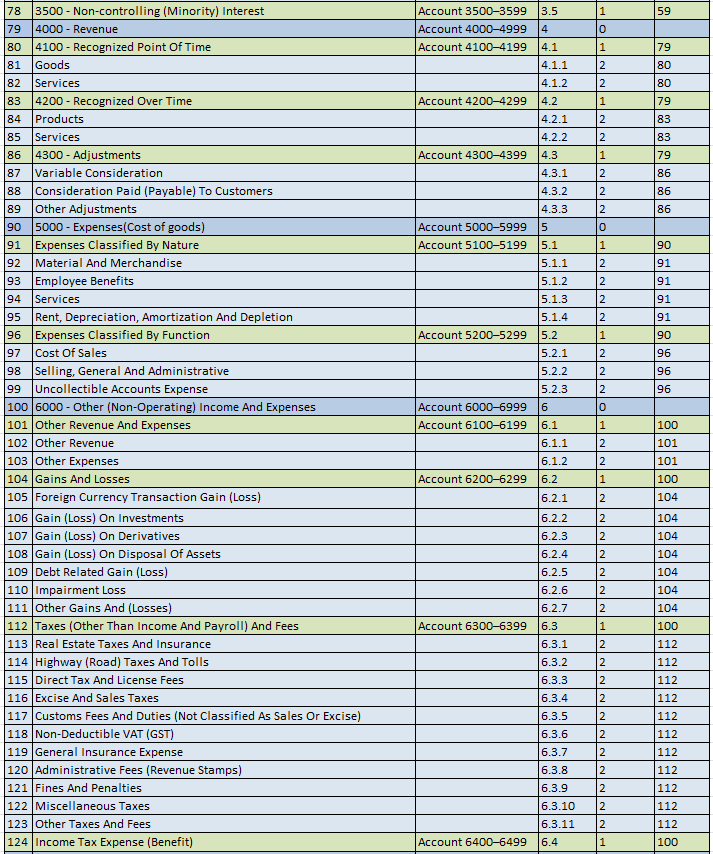 78 3500 - Non-controlling (Minority) Interest Account 3500–3599 3.5 1 59
79 4000 - Revenue Account 4000–4999 4 0
80 4100 - Recognized Point Of Time Account 4100–4199 4.1 1 79
81 Goods 4.1.1 2 80
82 Services 4.1.2 2 80
83 4200 - Recognized Over Time Account 4200–4299 4.2 1 79
84 Products 4.2.1 2 83
85 Services 4.2.2 2 83
86 4300 - Adjustments Account 4300–4399 4.3 1 79
87 Variable Consideration 4.3.1 2 86
88 Consideration Paid (Payable) To Customers 4.3.2 2 86
89 Other Adjustments 4.3.3 2 86
90 5000 - Expenses(Cost of goods) Account 5000–5999 5 0
91 Expenses Classified By Nature Account 5100–5199 5.1 1 90
92 Material And Merchandise 5.1.1 2 91
93 Employee Benefits 5.1.2 2 91
94 Services 5.1.3 2 91
95 Rent, Depreciation, Amortization And Depletion 5.1.4 2 91
96 Expenses Classified By Function Account 5200–5299 5.2 1 90
97 Cost Of Sales 5.2.1 2 96
98 Selling, General And Administrative 5.2.2 2 96
99 Uncollectible Accounts Expense 5.2.3 2 96
100 6000 - Other (Non-Operating) Income And Expenses Account 6000–6999 6 0
101 Other Revenue And Expenses Account 6100–6199 6.1 1 100
102 Other Revenue 6.1.1 2 101
103 Other Expenses 6.1.2 2 101
104 Gains And Losses Account 6200–6299 6.2 1 100
105 Foreign Currency Transaction Gain (Loss) 6.2.1 2 104
106 Gain (Loss) On Investments 6.2.2 2 104
107 Gain (Loss) On Derivatives 6.2.3 2 104
108 Gain (Loss) On Disposal Of Assets 6.2.4 2 104
109 Debt Related Gain (Loss) 6.2.5 2 104
110 Impairment Loss 6.2.6 2 104
111 Other Gains And (Losses) 6.2.7 2 104
112 Taxes (Other Than Income And Payroll) And Fees Account 6300–6399 6.3 1 100
113 Real Estate Taxes And Insurance 6.3.1 2 112
114 Highway (Road) Taxes And Tolls 6.3.2 2 112
115 Direct Tax And License Fees 6.3.3 2 112
116 Excise And Sales Taxes 6.3.4 2 112
117 Customs Fees And Duties (Not Classified As Sales Or Excise) 6.3.5 2 112
118 Non-Deductible VAT (GST) 6.3.6 2 112
119 General Insurance Expense 6.3.7 2 112
120 Administrative Fees (Revenue Stamps) 6.3.8 2 112
121 Fines And Penalties 6.3.9 2 112
122 Miscellaneous Taxes 6.3.10 2 112
123 Other Taxes And Fees 6.3.11 2 112
124 Income Tax Expense (Benefit) Account 6400–6499 6.4 1 100